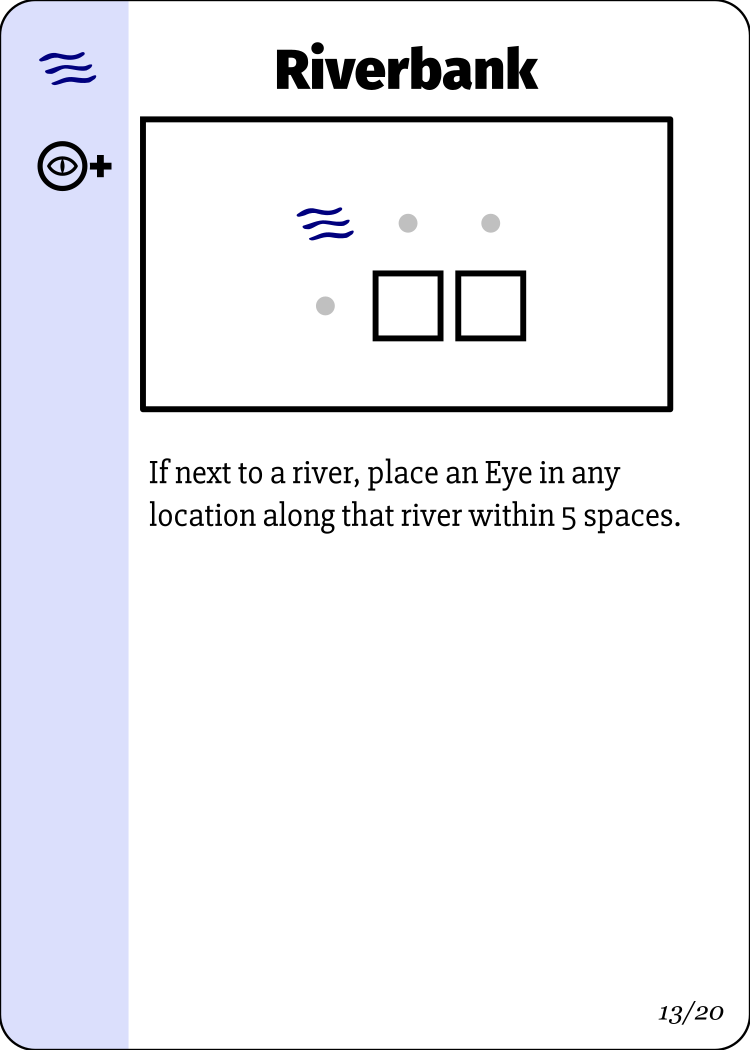 Riverbank
If next to a river, place an Eye in any
location along that river within 5 spaces.
13/20